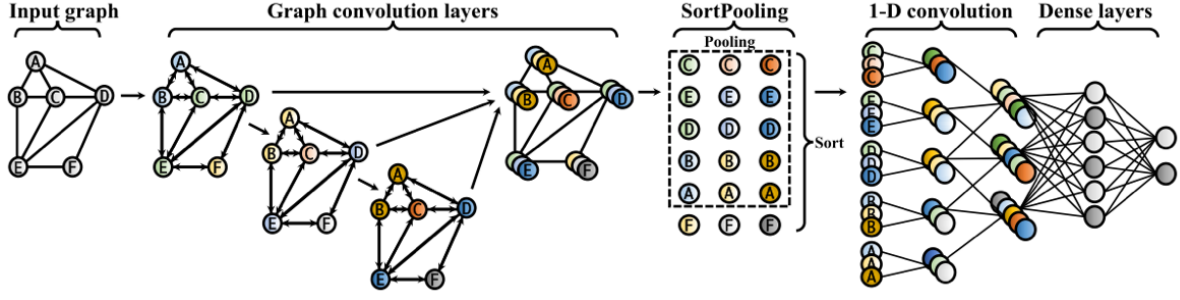 Input graph
Graph convolution layers
SortPooling
1-D convolution
Dense layers
Pooling
Sort
A
B C D
E F
A
B C D
E F
A
B C D
E F
A
B C D
E F
A
B C D
E F
C C C
E E E
D D D
B B B
A A A
F F F
C
C
C
E
E
E
D
D
D
B
B
B
A
A
A